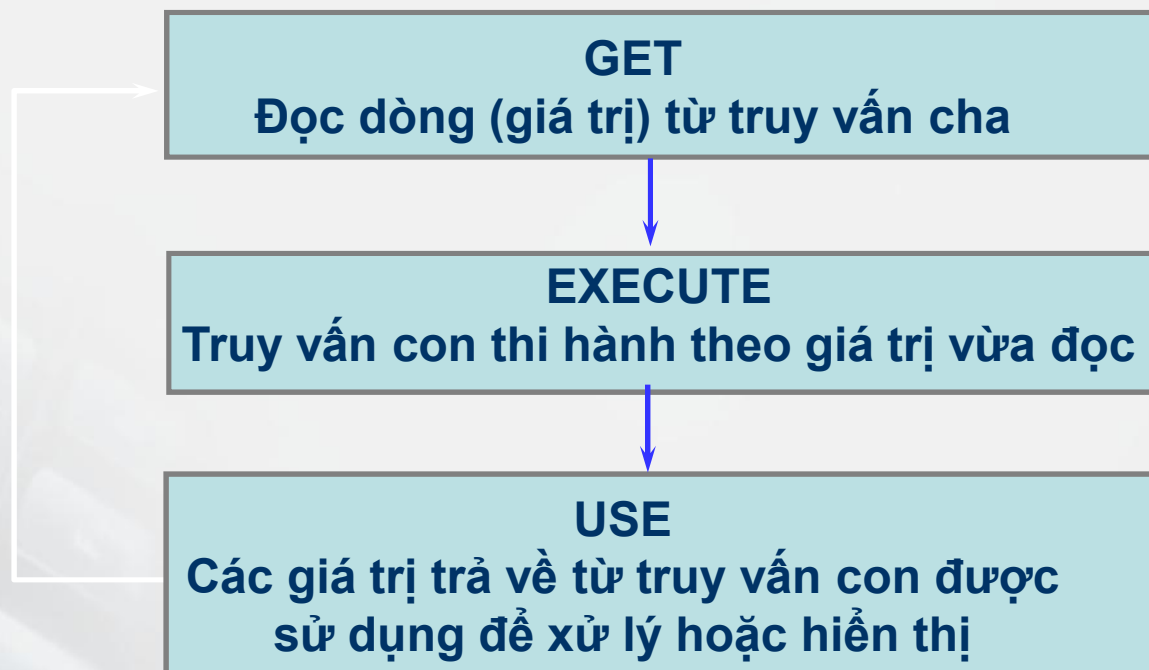 GET
Đọc dòng (giá trị) từ truy vấn cha
EXECUTE
Truy vấn con thi hành theo giá trị vừa đọc
USE
Các giá trị trả về từ truy vấn con được
sử dụng để xử lý hoặc hiển thị